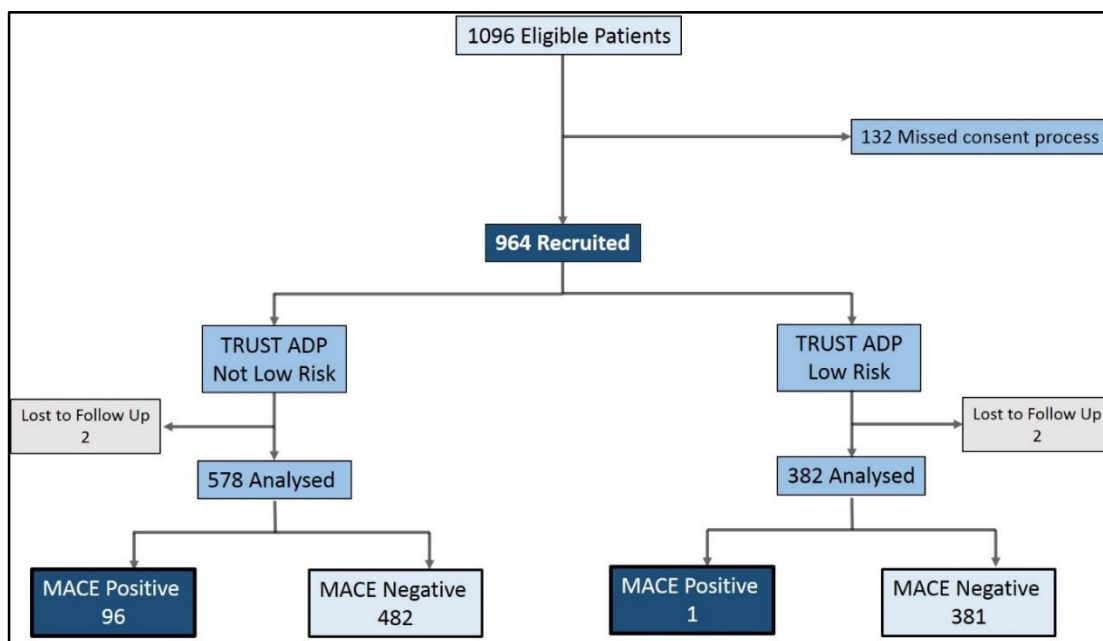 1096 Eligible Patients
132 Missed consent process
964 Recruited
TRUST ADP
Not Low Risk
TRUST ADP
Low Risk
Lost to Follow Up
2
Lost to Follow Up
2
578 Analysed
382 Analysed
MACE Positive
96
MACE Negative
482
MACE Positive
1
MACE Negative
381